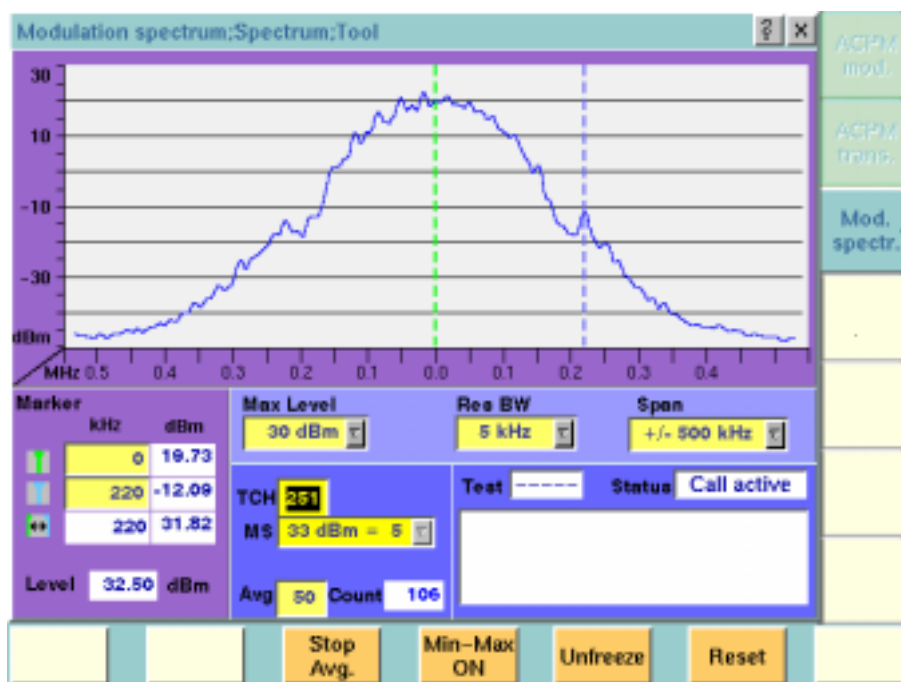 Modulation spectrum;Spectrum;Tool
? ×
ACPM mod.
ACPM trans.
Mod. spectr.
30
10
-10
-30
dBm
MHz 0.5 0.4 0.3 0.2 0.1 0.0 0.1 0.2 0.3 0.4
Marker
kHz dBm
0 19.73
220 -12.09
220 31.82
Level 32.50 dBm
Max Level
30 dBm
Res BW
5 kHz
Span
+/- 500 kHz
TCH 251
MS 33 dBm = 5
Avg 50 Count 106
Test ----- Status Call active
Stop Avg.
Min-Max ON
Unfreeze
Reset